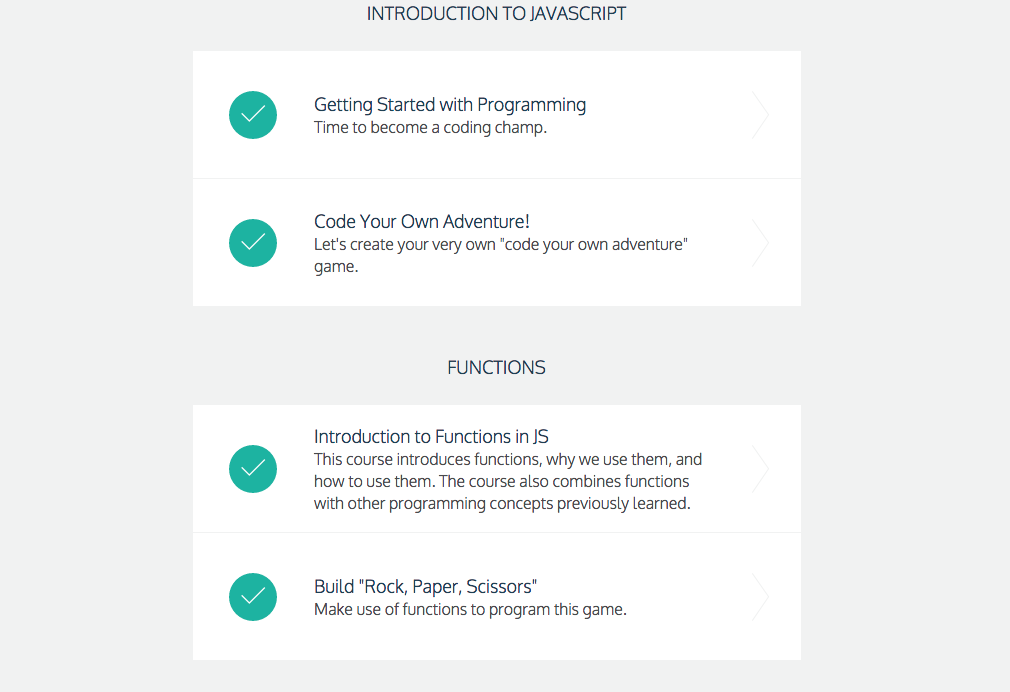 INTRODUCTION TO JAVASCRIPT
Getting Started with Programming
Time to become a coding champ.
Code Your Own Adventure!
Let's create your very own "code your own adventure"
game.
FUNCTIONS
Introduction to Functions in JS
This course introduces functions, why we use them, and
how to use them. The course also combines functions
with other programming concepts previously learned.
Build "Rock, Paper, Scissors"
Make use of functions to program this game.